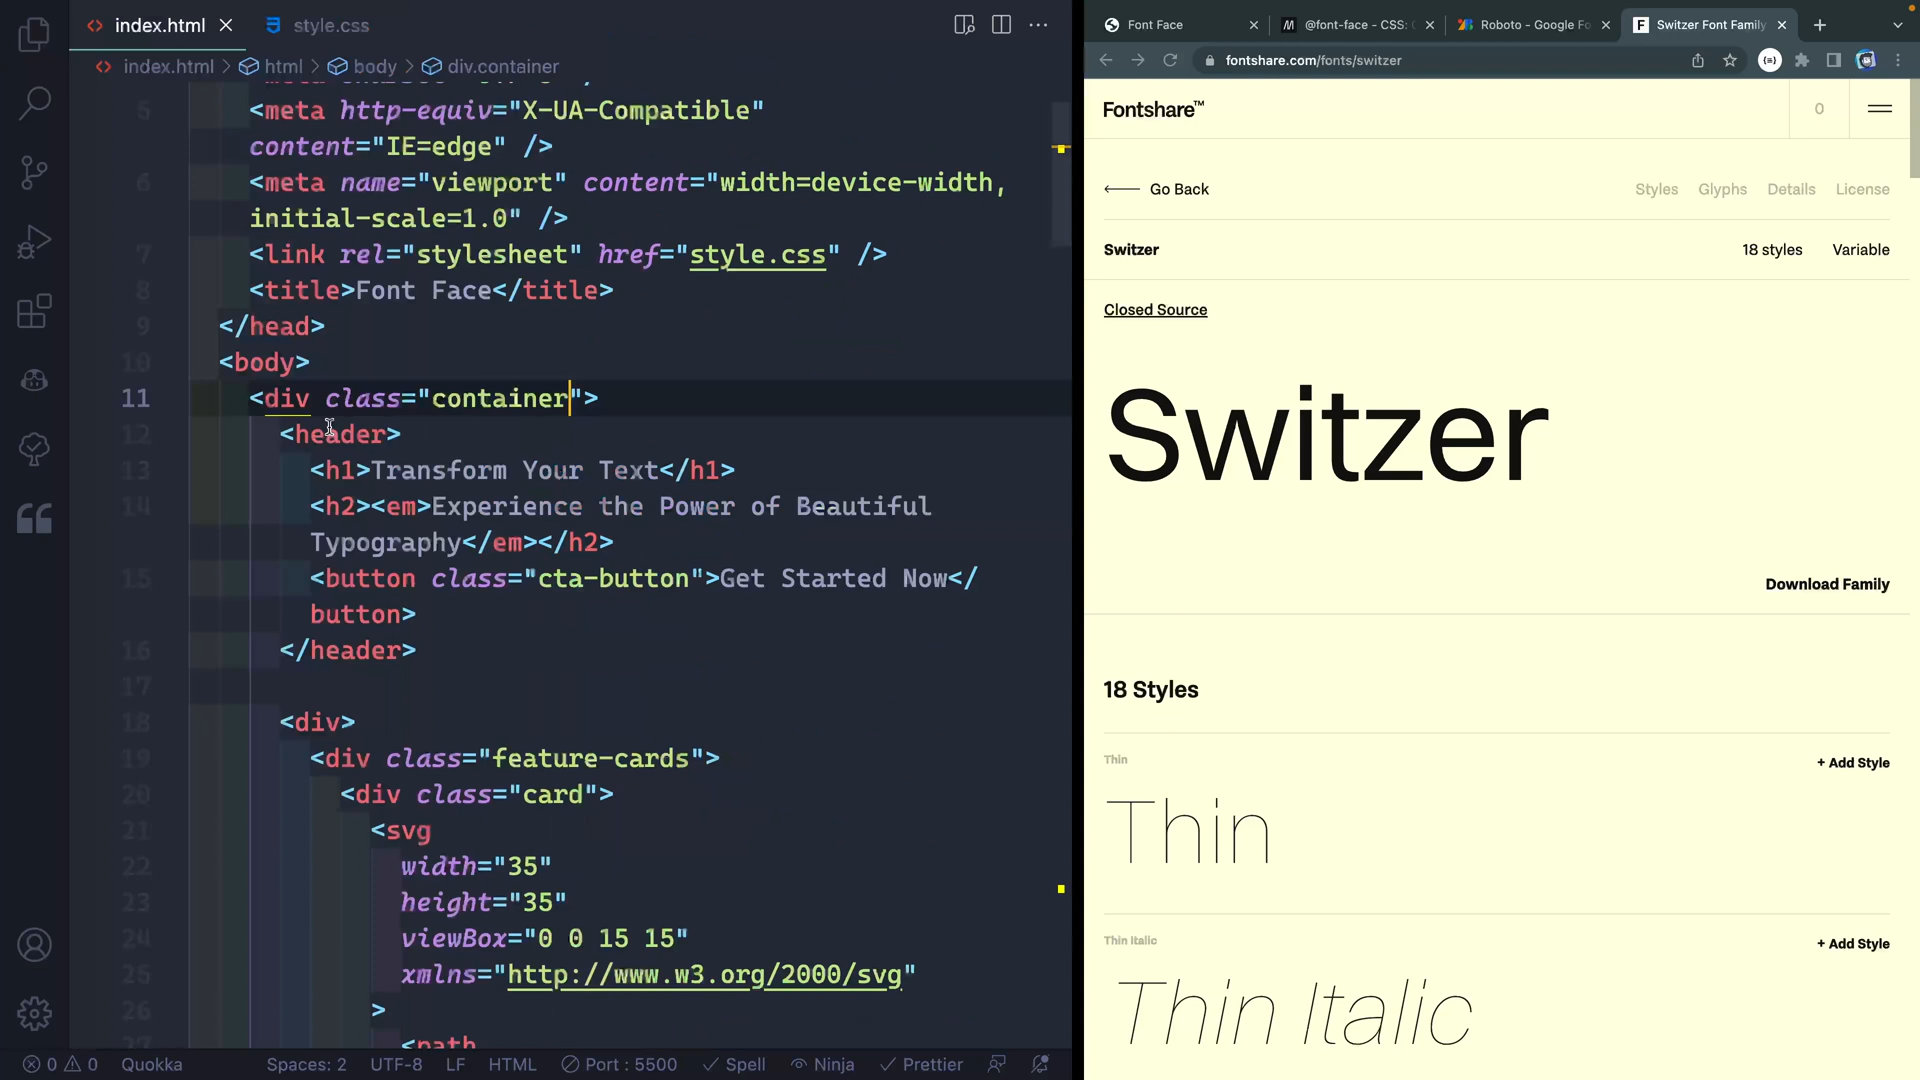 index.html
style.css
index.html > html > body > div.container
5 <meta http-equiv="X-UA-Compatible"
content="IE=edge" />
6 <meta name="viewport" content="width=device-width,
initial-scale=1.0" />
7 <link rel="stylesheet" href="style.css" />
8 <title>Font Face</title>
9 </head>
10 <body>
11 <div class="container">
12 <header>
13 <h1>Transform Your Text</h1>
14 <h2><em>Experience the Power of Beautiful
Typography</em></h2>
15 <button class="cta-button">Get Started Now</
button>
16 </header>
17
18 <div>
19 <div class="feature-cards">
20 <div class="card">
21 <svg
22 width="35"
23 height="35"
24 viewBox="0 0 15 15"
25 xmlns="http://www.w3.org/2000/svg"
26 >
27 <path
0 0 Quokka Spaces: 2 UTF-8 LF HTML Port : 5500 Spell Ninja Prettier
Font Face
@font-face - CSS:
Roboto - Google Fo
Switzer Font Family
fontshare.com/fonts/switzer
Fontshare™
0
Go Back
Styles Glyphs Details License
Switzer
18 styles Variable
Closed Source
Switzer
Download Family
18 Styles
Thin
+ Add Style
Thin
Thin Italic
+ Add Style
Thin Italic